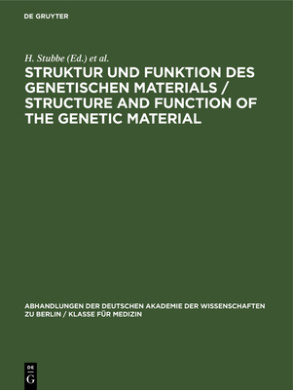 DE GRUYTER
H. Stubbe (Ed.) et al.
STRUKTUR UND FUNKTION DES
GENETISCHEN MATERIALS /
STRUCTURE AND FUNCTION OF
THE GENETIC MATERIAL
ABHANDLUNGEN DER DEUTSCHEN AKADEMIE DER WISSENSCHAFTEN
ZU BERLIN / KLASSE FÜR MEDIZIN
DE
G